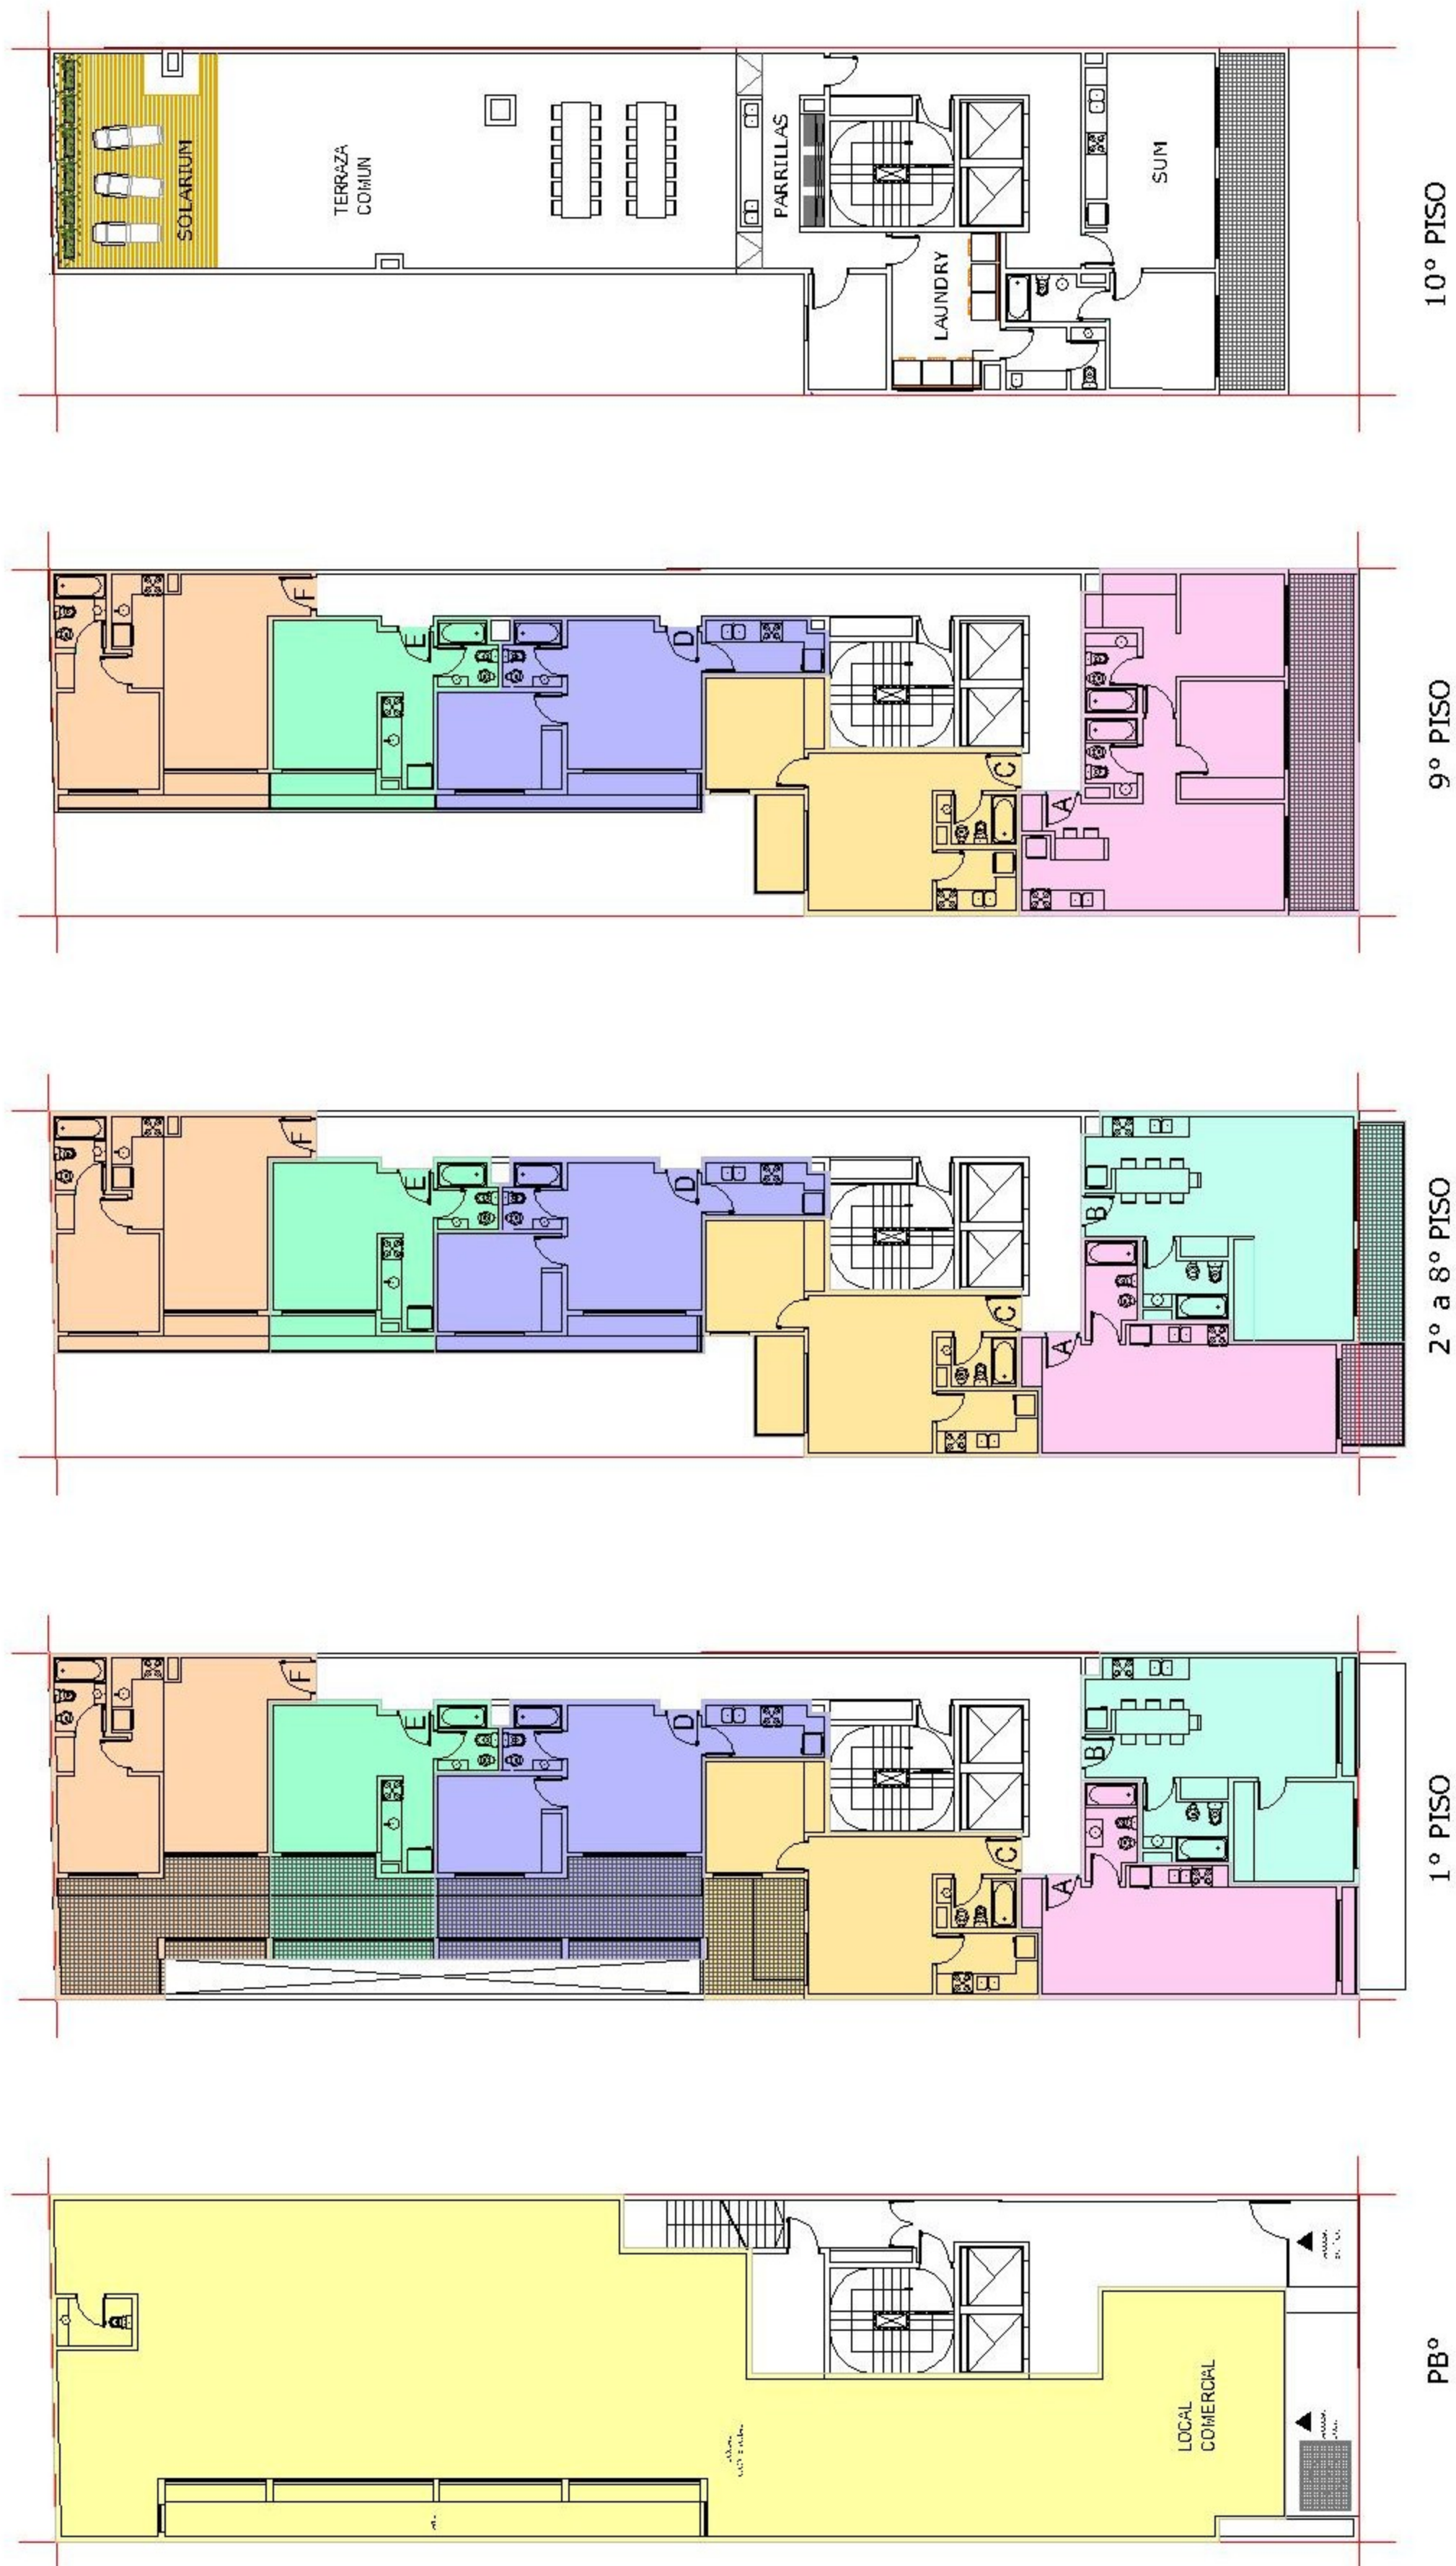 SOLARIUM
TERRAZA
COMUN
PARRILLAS
LAUNDRY
SUM
10° PISO
F
E
D
C
A
9° PISO
F
E
D
C
A
B
2° a 8° PISO
F
E
D
C
A
B
1° PISO
LOCAL
COMERCIAL
PB°